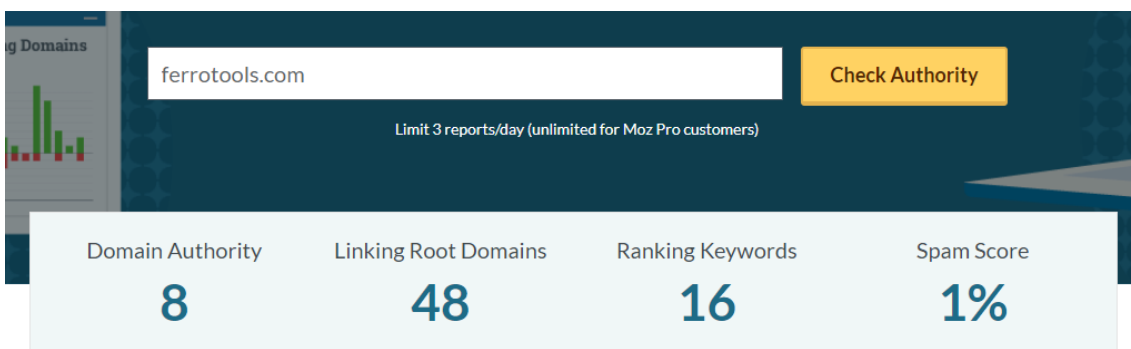 g Domains
ferrotools.com
Check Authority
Limit 3 reports/day (unlimited for Moz Pro customers)
Domain Authority
Linking Root Domains
Ranking Keywords
Spam Score
8
48
16
1%